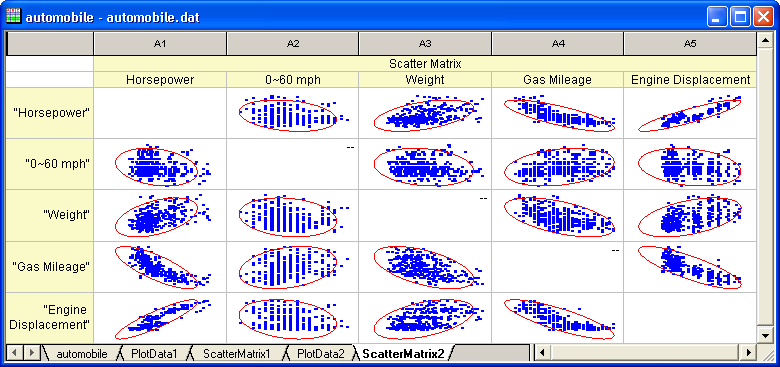 automobile - automobile.dat
A1 A2 A3 A4 A5
Scatter Matrix
Horsepower 0~60 mph Weight Gas Mileage Engine Displacement
"Horsepower"
"0~60 mph" --
"Weight" --
"Gas Mileage" --
"Engine
Displacement"
automobile PlotData1 ScatterMatrix1 PlotData2 ScatterMatrix2